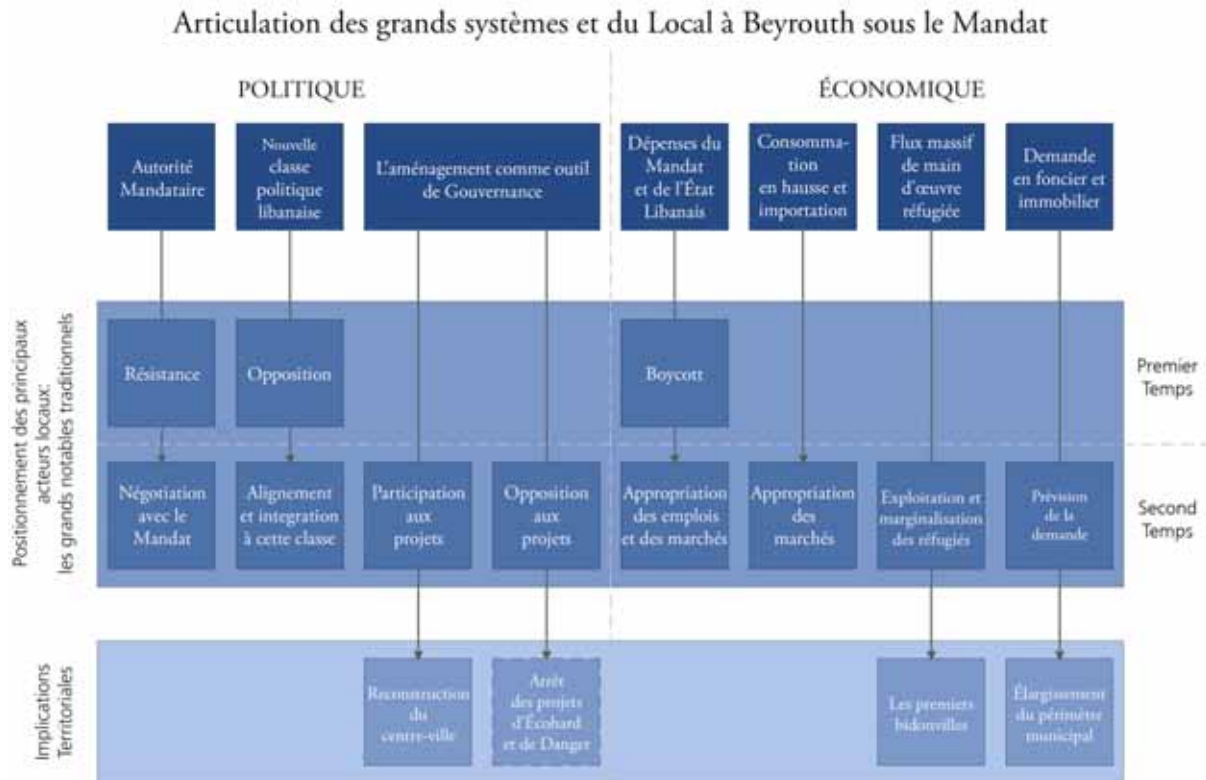 Articulation des grands systèmes et du Local à Beyrouth sous le Mandat
POLITIQUE
ÉCONOMIQUE
Autorité
Mandataire
Nouvelle
classe
politique
libanaise
L'aménagement comme outil
de Gouvernance
Dépenses du
Mandat
et de l'État
Libanais
Consomma-
tion
en hausse et
importation
Flux massif
de main
d'œuvre
réfugiée
Demande
en foncier et
immobilier
Positionnement des principaux
acteurs locaux:
les grands notables traditionnels
Résistance
Opposition
Boycott
Premier
Temps
Négociation
avec le
Mandat
Alignement
et integration
à cette classe
Participation
aux
projets
Opposition
aux
projets
Appropriation
des emplois
et des marchés
Appropriation
des
marchés
Exploitation et
marginalisation
des réfugiés
Prévision
de la
demande
Second
Temps
Implications
Territoriales
Reconstruction
du
centre-ville
Arrêt
des projets
d'Écohard
et de Danger
Les premiers
bidonvilles
Élargissement
du périmètre
municipal